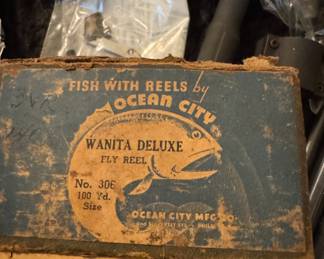 FISH WITH REELS by
OCEAN CITY
WANITA DELUXE
FLY REEL
No. 306
100 Yd.
Size
OCEAN CITY MFG. CO.